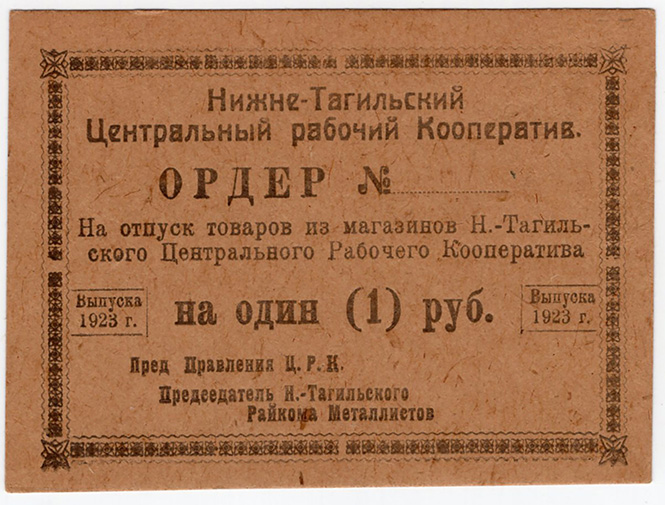 Нижне-Тагильский
Центральный рабочий Кооператив.
ОРДЕР №
На отпуск товаров из магазинов Н.-Тагиль-
ского Центрального Рабочего Кооператива
Выпуска
1923 г.
на один (1) руб.
Выпуска
1923 г.
Пред Правления Ц. Р. К.
Председатель Н.-Тагильского
Райкома Металлистов